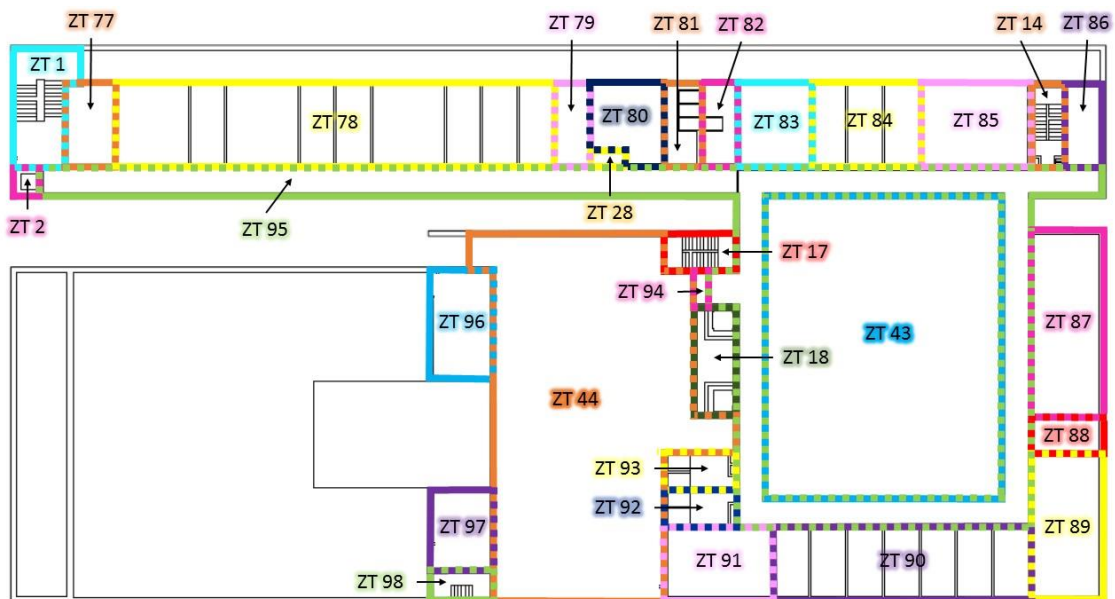 ZT 77
ZT 79
ZT 81
ZT 82
ZT 14
ZT 86
ZT 1
ZT 78
ZT 80
ZT 83
ZT 84
ZT 85
ZT 2
ZT 95
ZT 28
ZT 17
ZT 94
ZT 96
ZT 87
ZT 43
ZT 18
ZT 44
ZT 88
ZT 93
ZT 92
ZT 97
ZT 89
ZT 91
ZT 90
ZT 98